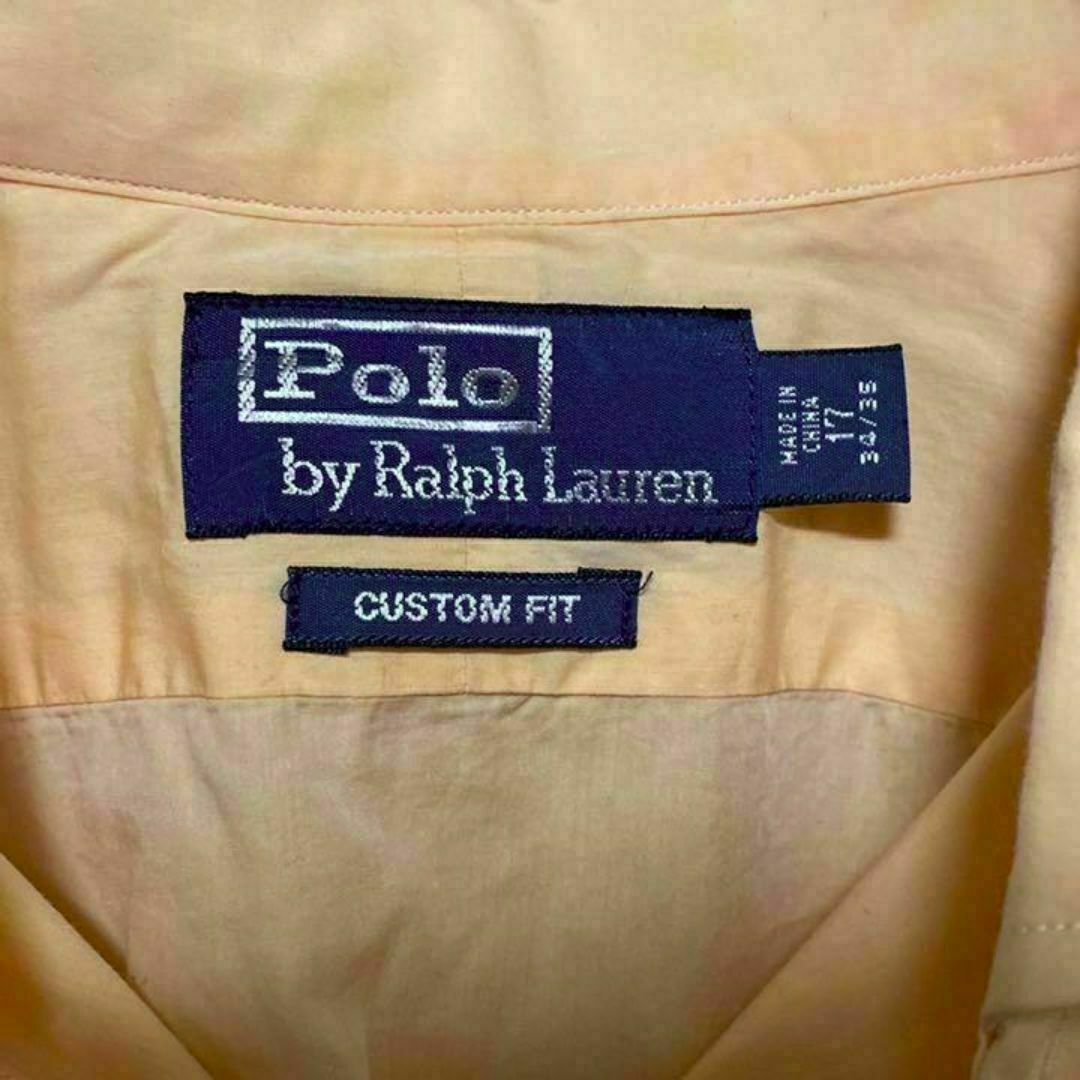 Polo
by Ralph Lauren
MADE IN
CHINA
17
34/35
CUSTOM FIT